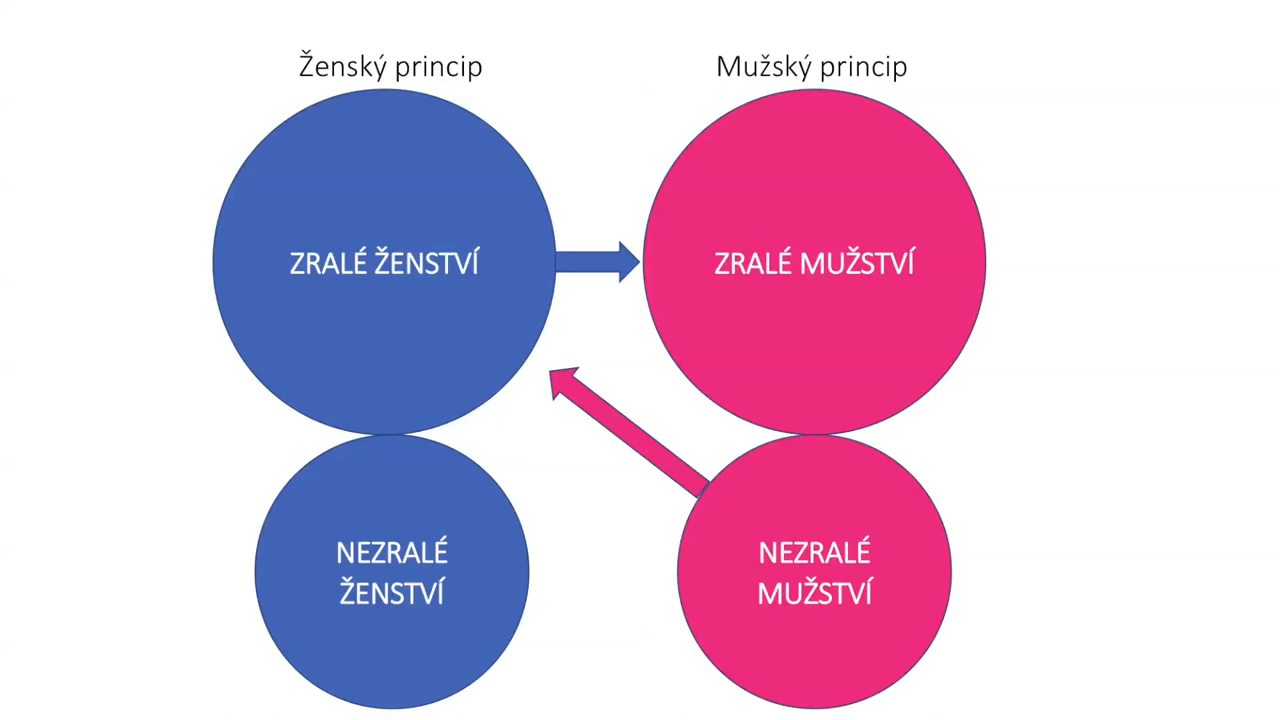 Ženský princip
Mužský princip
ZRALÉ ŽENSTVÍ
ZRALÉ MUŽSTVÍ
NEZRALÉ
ŽENSTVÍ
NEZRALÉ
MUŽSTVÍ